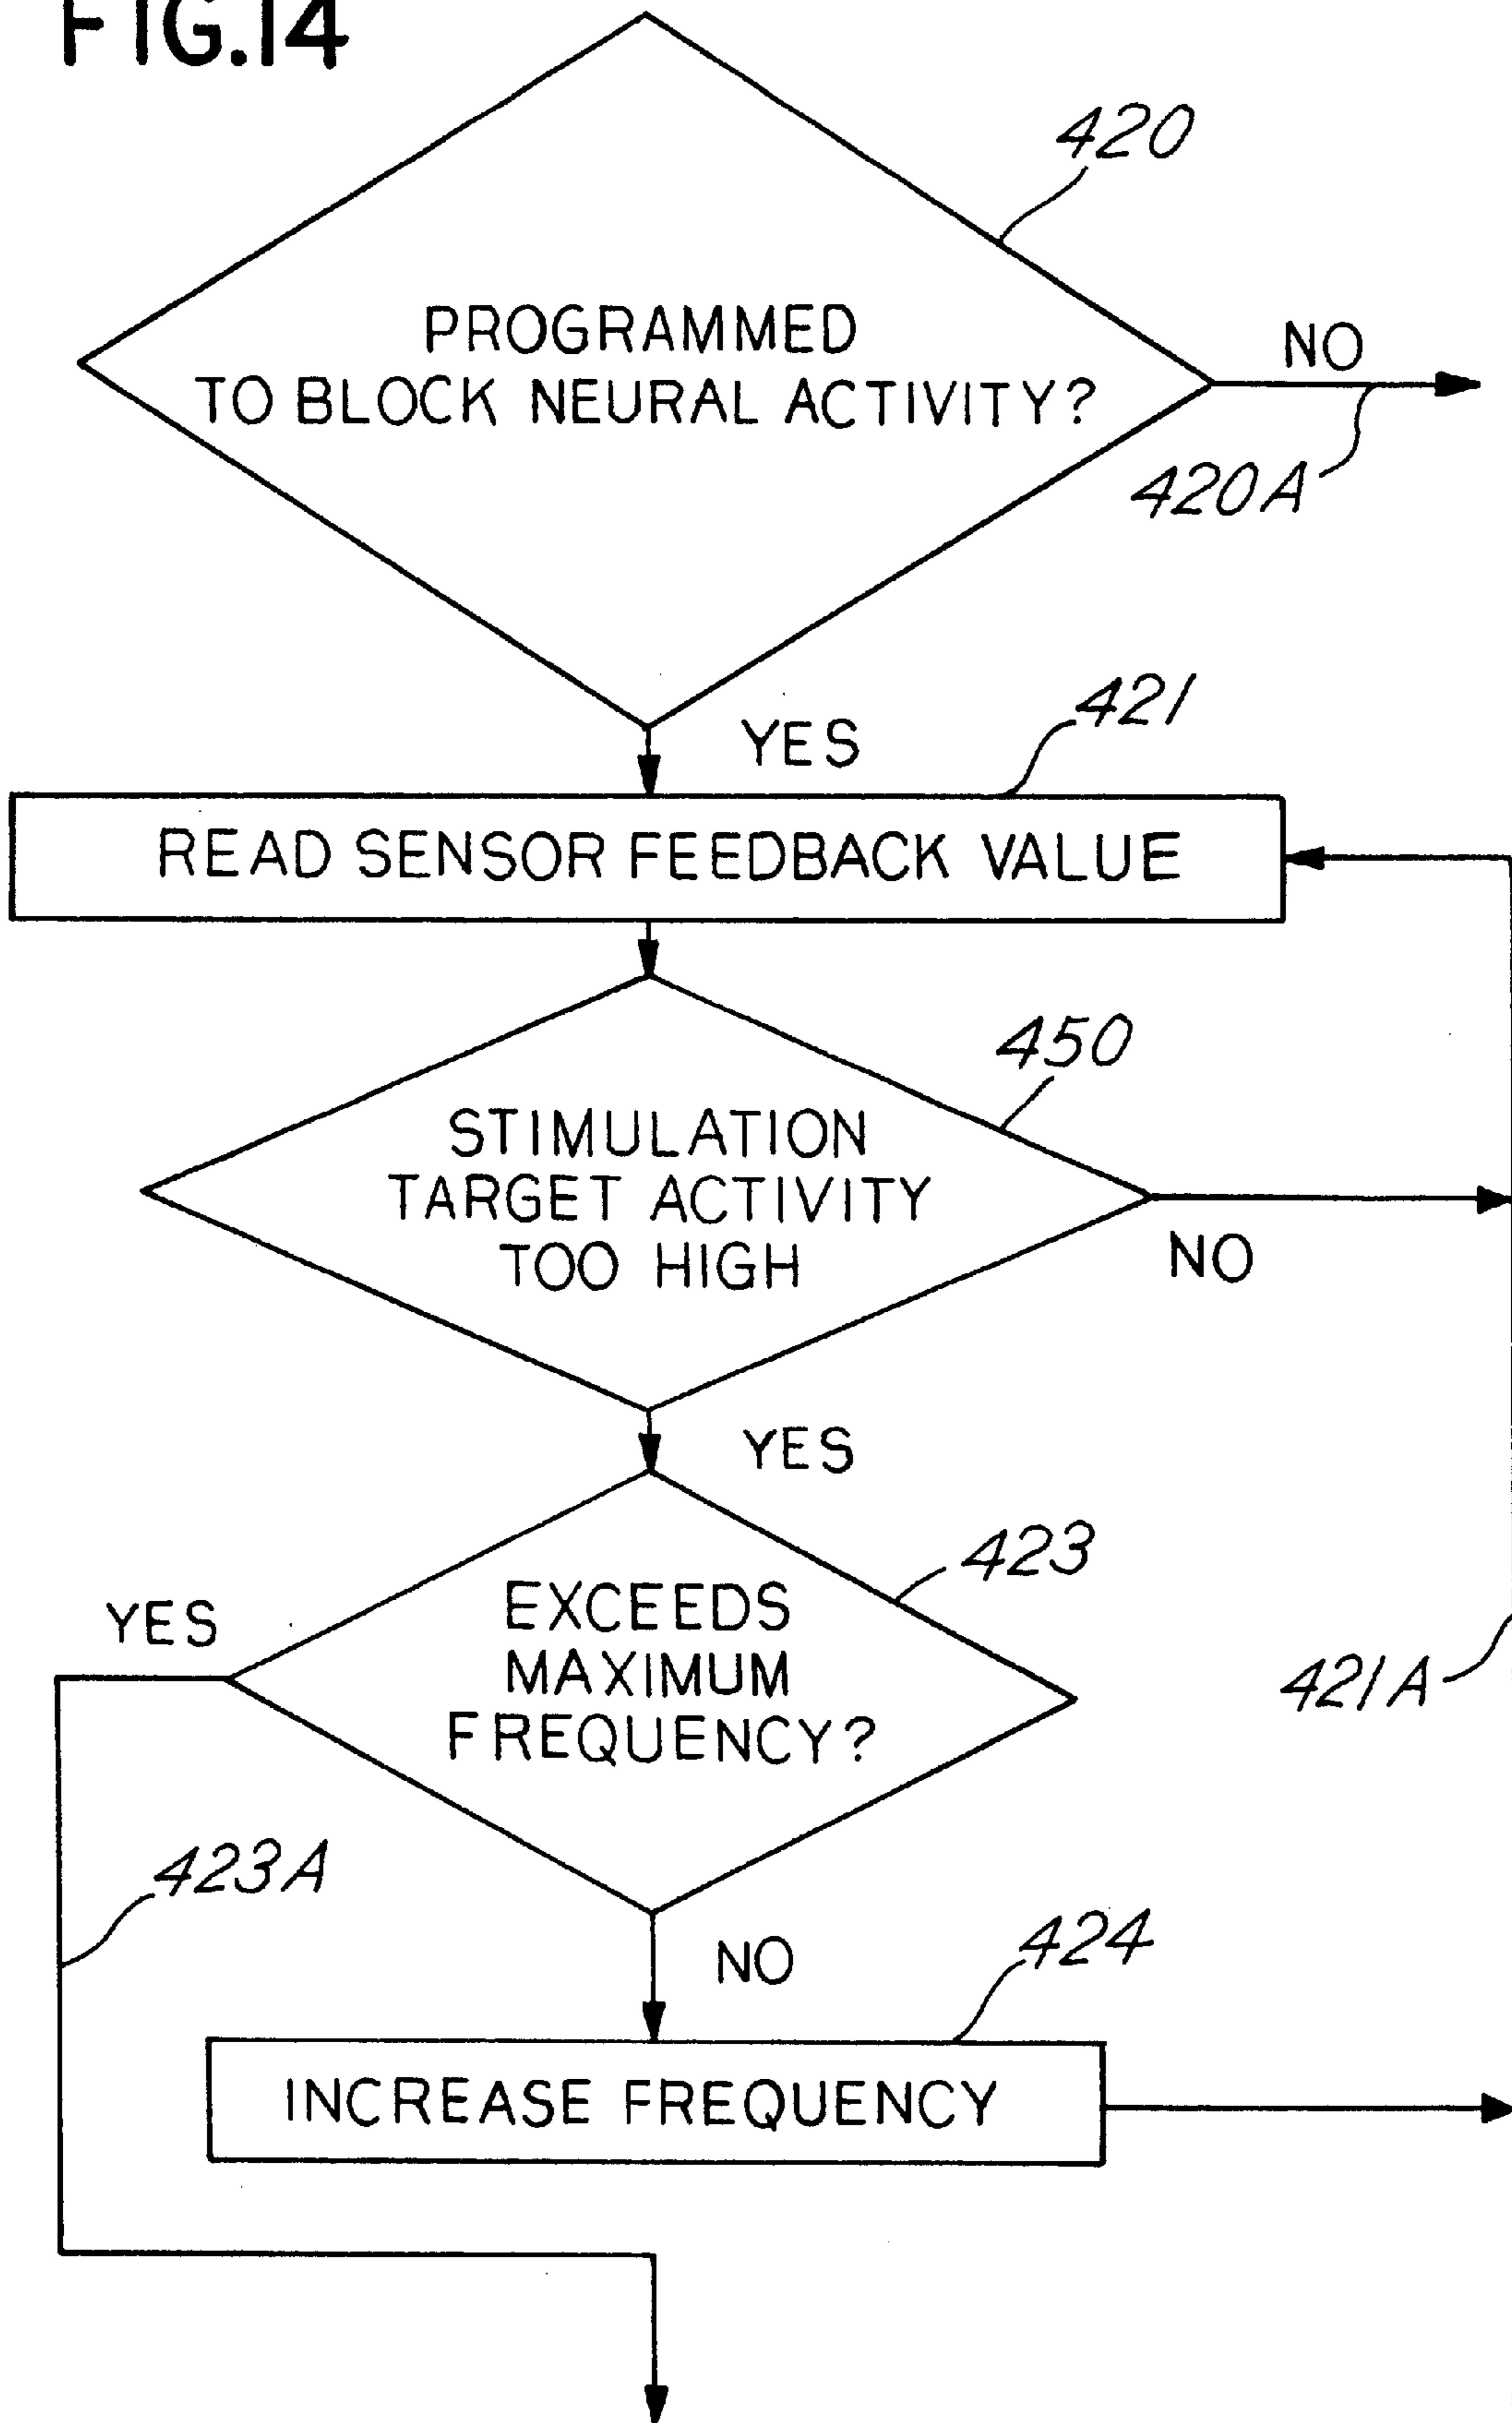 FIG.14
420
PROGRAMMED
TO BLOCK NEURAL ACTIVITY?
NO
420A
YES
421
READ SENSOR FEEDBACK VALUE
450
STIMULATION
TARGET ACTIVITY
TOO HIGH
NO
YES
423
EXCEEDS
MAXIMUM
FREQUENCY?
YES
421A
423A
NO
424
INCREASE FREQUENCY